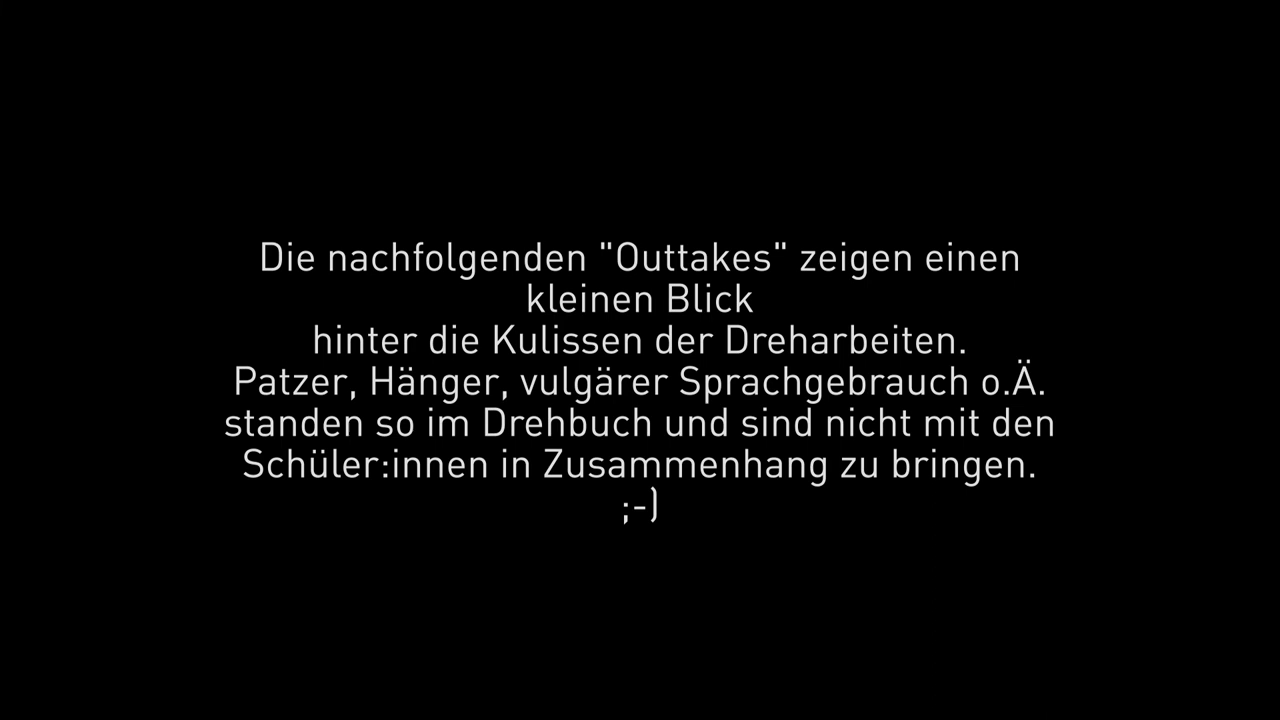 Die nachfolgenden "Outtakes" zeigen einen
kleinen Blick
hinter die Kulissen der Dreharbeiten.
Patzer, Hänger, vulgärer Sprachgebrauch o.Ä.
standen so im Drehbuch und sind nicht mit den
Schüler:innen in Zusammenhang zu bringen.
;-)